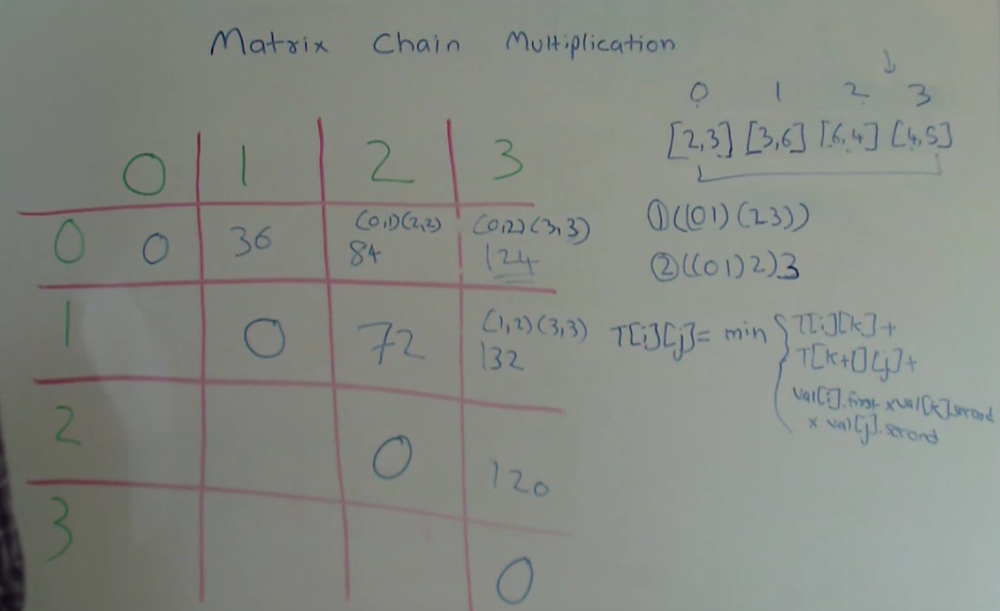 Matrix Chain Multiplication
0 1 2 3
[2,3] [3,6] [6,4] [4,5]
0 1 2 3
0 0 36 (0,1)(2,2) (0,2)(3,3)
84 124
①((01)(23))
②((01)2)3
1 0 72 (1,2)(3,3)
132
T[i][j]= min { T[i][k]+
T[k+1][j]+
val[i].first x val[k].second
x val[j].second
2 0 120
3 0